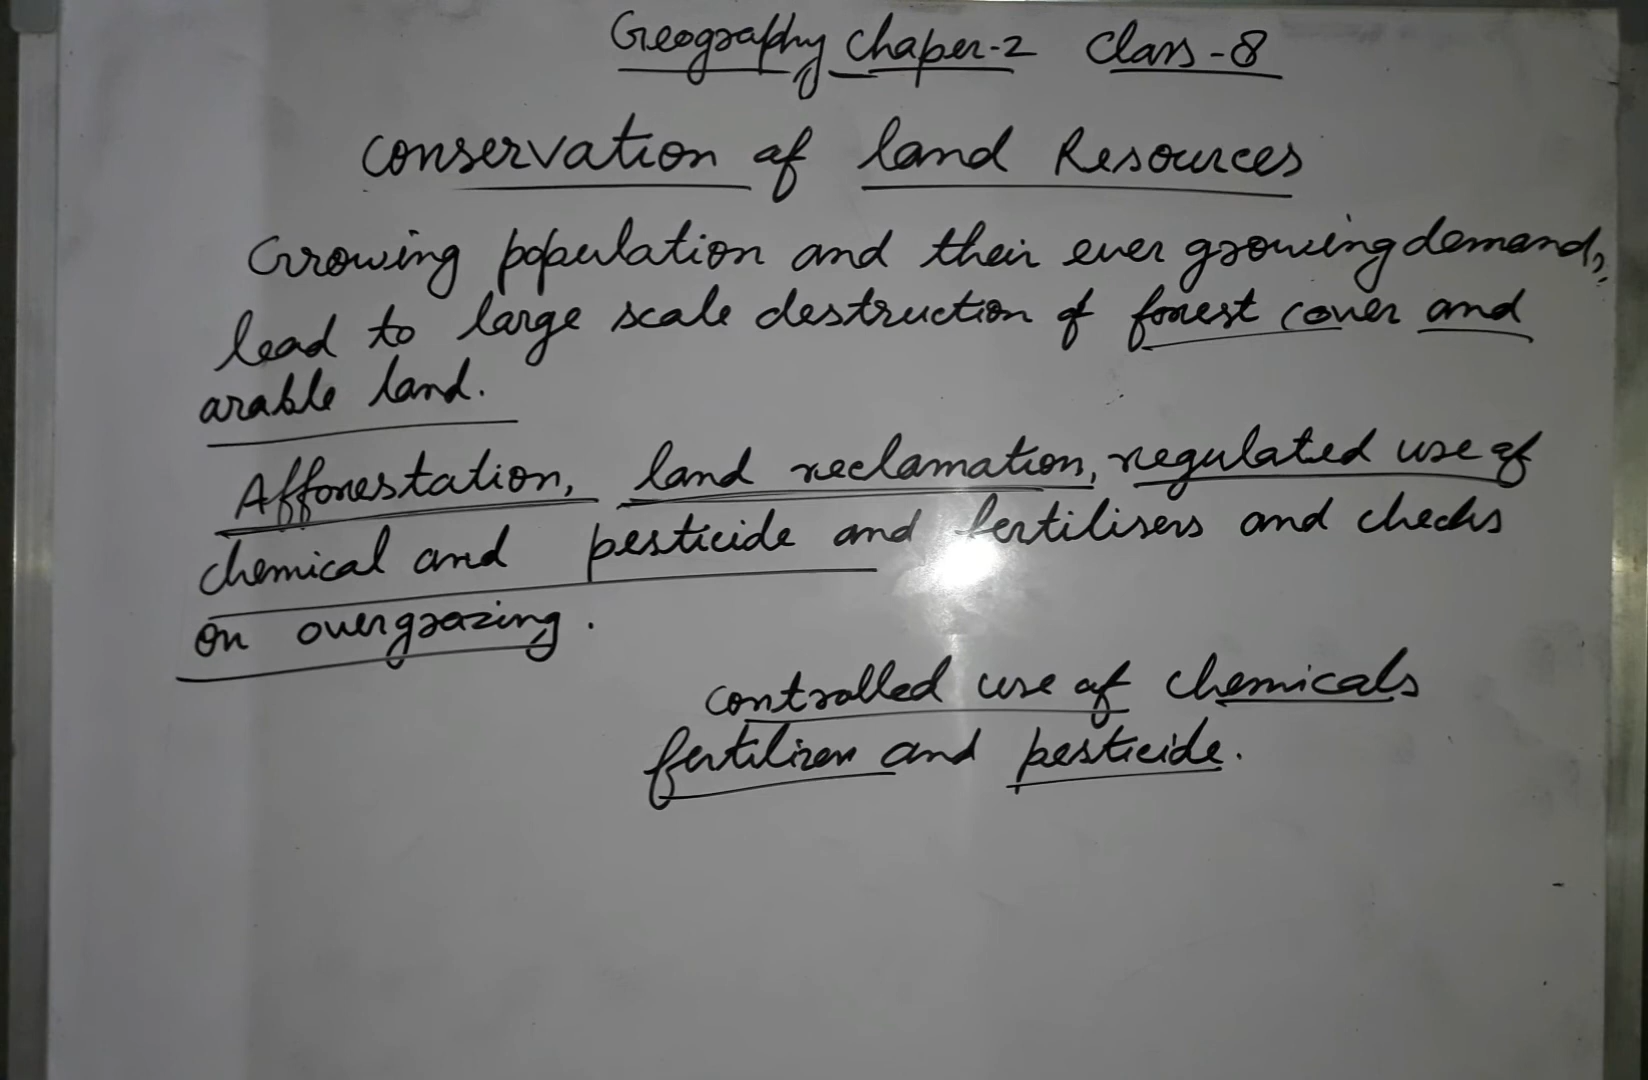 Geography Chaper-2 Class-8
Conservation of land Resources
Growing population and their ever growing demand,
lead to large scale destruction of forest cover and
arable land.
Afforestation, land reclamation, regulated use of
chemical and pesticide and fertilisers and checks
on overgrazing.
controlled use of chemicals
fertilizer and pesticide.